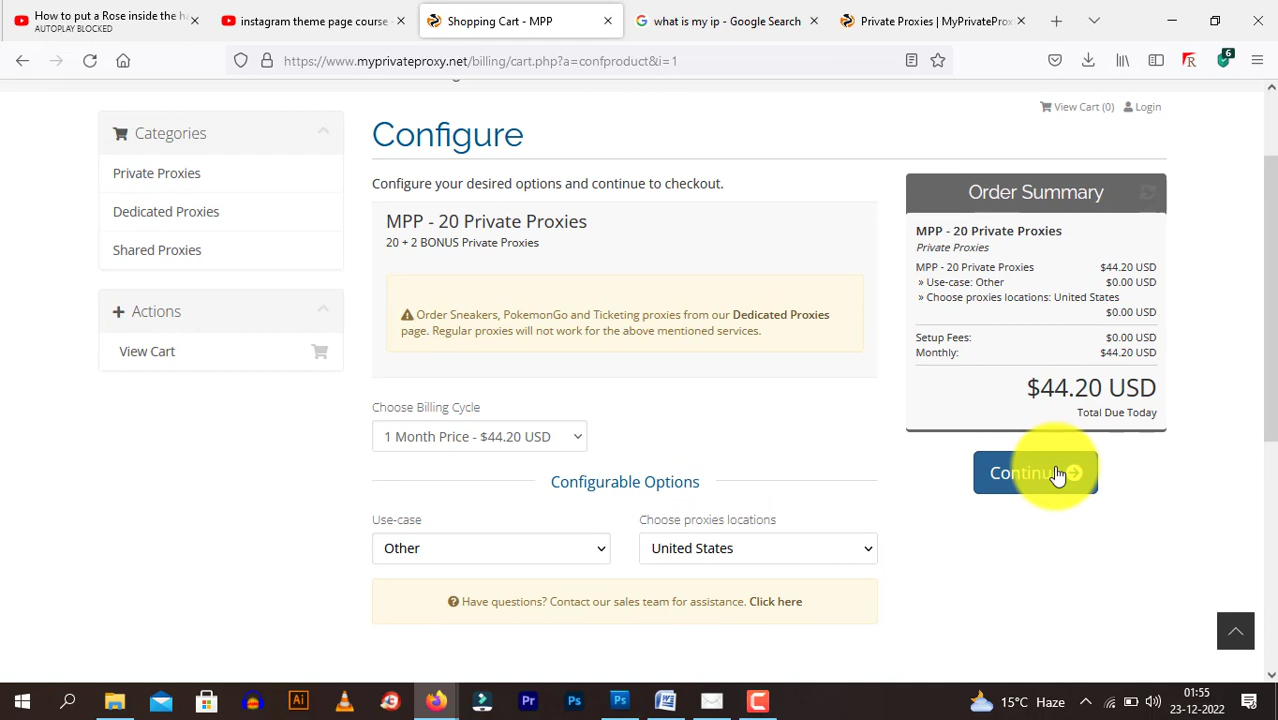 How to put a Rose inside the h
AUTOPLAY BLOCKED
instagram theme page course -
Shopping Cart - MPP
what is my ip - Google Search
Private Proxies | MyPrivateProx
https://www.myprivateproxy.net/billing/cart.php?a=confproduct&i=1
6
View Cart (0)
Login
Categories
Private Proxies
Dedicated Proxies
Shared Proxies
Actions
View Cart
Configure
Configure your desired options and continue to checkout.
MPP - 20 Private Proxies
20 + 2 BONUS Private Proxies
Order Sneakers, PokemonGo and Ticketing proxies from our Dedicated Proxies
page. Regular proxies will not work for the above mentioned services.
Choose Billing Cycle
1 Month Price - $44.20 USD
Configurable Options
Use-case
Choose proxies locations
Other
United States
Have questions? Contact our sales team for assistance. Click here
Order Summary
MPP - 20 Private Proxies
Private Proxies
MPP - 20 Private Proxies $44.20 USD
» Use-case: Other $0.00 USD
» Choose proxies locations: United States
$0.00 USD
Setup Fees: $0.00 USD
Monthly: $44.20 USD
$44.20 USD
Total Due Today
Continue
Ai
Pr
Ps
Ps
15°C Haze
01:55
23-12-2022